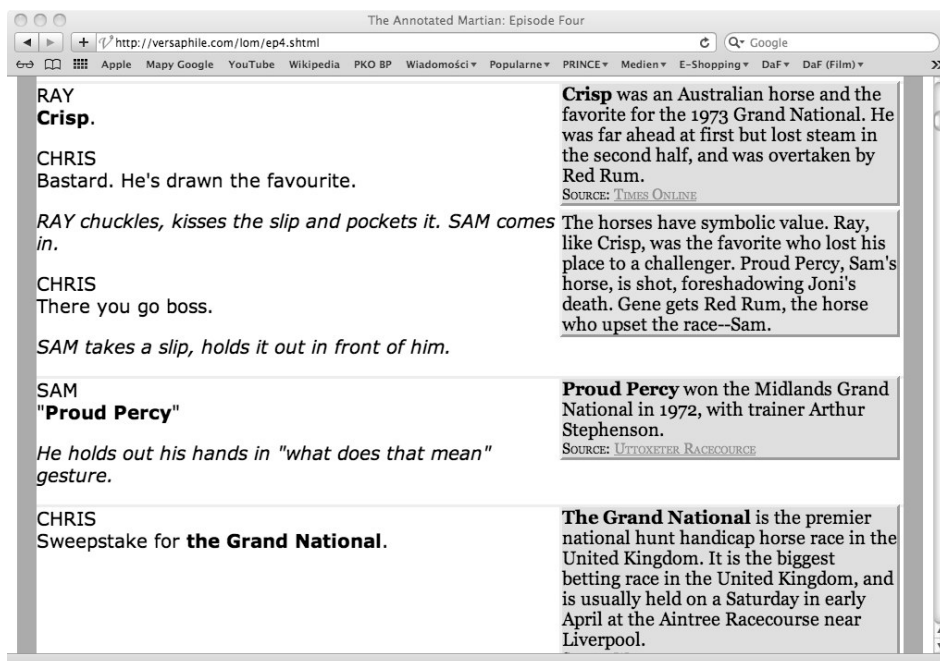 The Annotated Martian: Episode Four
http://versaphile.com/lom/ep4.shtml
Google
Apple Mapy Google YouTube Wikipedia PKO BP Wiadomości Popularne PRINCE Medien E-Shopping DaF DaF (Film)
RAY
Crisp.
CHRIS
Bastard. He's drawn the favourite.
RAY chuckles, kisses the slip and pockets it. SAM comes
in.
CHRIS
There you go boss.
SAM takes a slip, holds it out in front of him.
Crisp was an Australian horse and the
favorite for the 1973 Grand National. He
was far ahead at first but lost steam in
the second half, and was overtaken by
Red Rum.
SOURCE: TIMES ONLINE
The horses have symbolic value. Ray,
like Crisp, was the favorite who lost his
place to a challenger. Proud Percy, Sam's
horse, is shot, foreshadowing Joni's
death. Gene gets Red Rum, the horse
who upset the race--Sam.
SAM
"Proud Percy"
He holds out his hands in "what does that mean"
gesture.
Proud Percy won the Midlands Grand
National in 1972, with trainer Arthur
Stephenson.
SOURCE: UTTOXETER RACECOURCE
CHRIS
Sweepstake for the Grand National.
The Grand National is the premier
national hunt handicap horse race in the
United Kingdom. It is the biggest
betting race in the United Kingdom, and
is usually held on a Saturday in early
April at the Aintree Racecourse near
Liverpool.